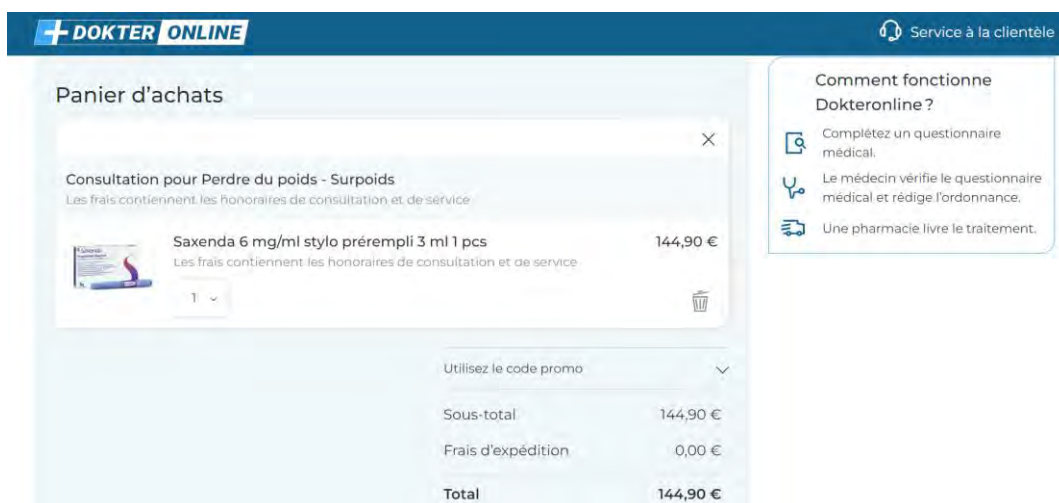 DOKTER ONLINE
Service à la clientèle
Panier d'achats
Consultation pour Perdre du poids - Surpoids
Les frais contiennent les honoraires de consultation et de service
Saxenda 6 mg/ml stylo prérempli 3 ml 1 pcs
144,90 €
Les frais contiennent les honoraires de consultation et de service
1
Utilisez le code promo
Sous-total
144,90 €
Frais d'expédition
0,00 €
Total
144,90 €
Comment fonctionne
Dokteronline ?
Complétez un questionnaire
médical.
Le médecin vérifie le questionnaire
médical et rédige l'ordonnance.
Une pharmacie livre le traitement.